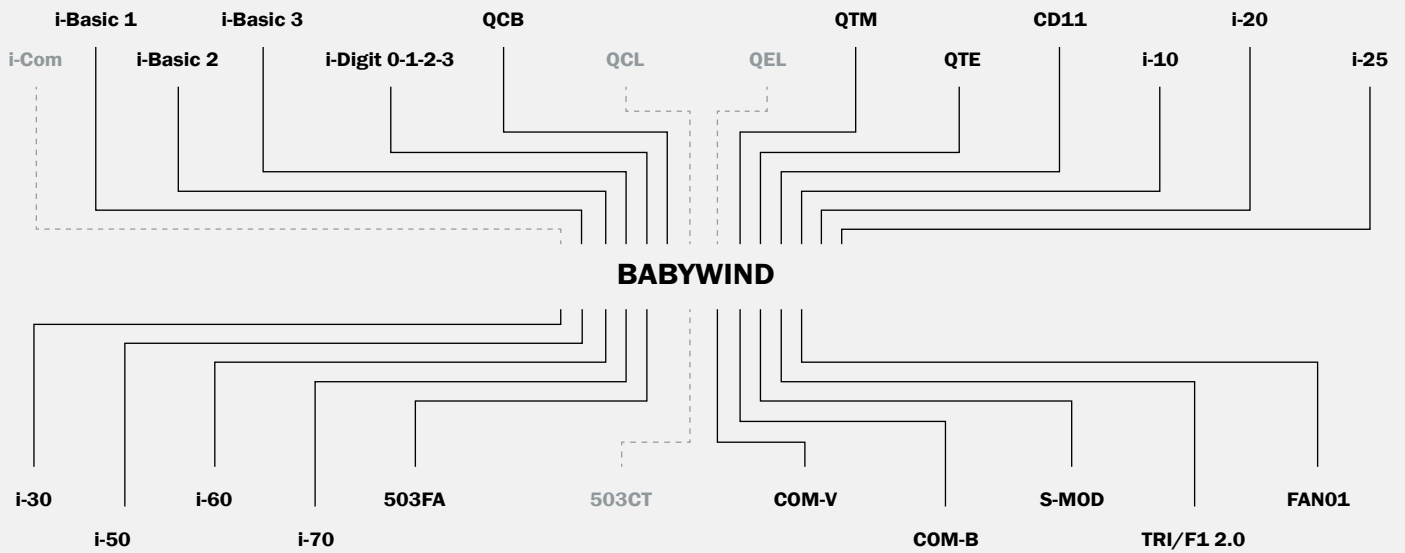 i-Basic 1 i-Basic 3 QCB QTM CD11 i-20
i-Com i-Basic 2 i-Digit 0-1-2-3 QCL QEL QTE i-10 i-25
BABYWIND
i-30 i-60 503FA 503CT COM-V S-MOD FAN01
i-50 i-70 COM-B TRI/F1 2.0